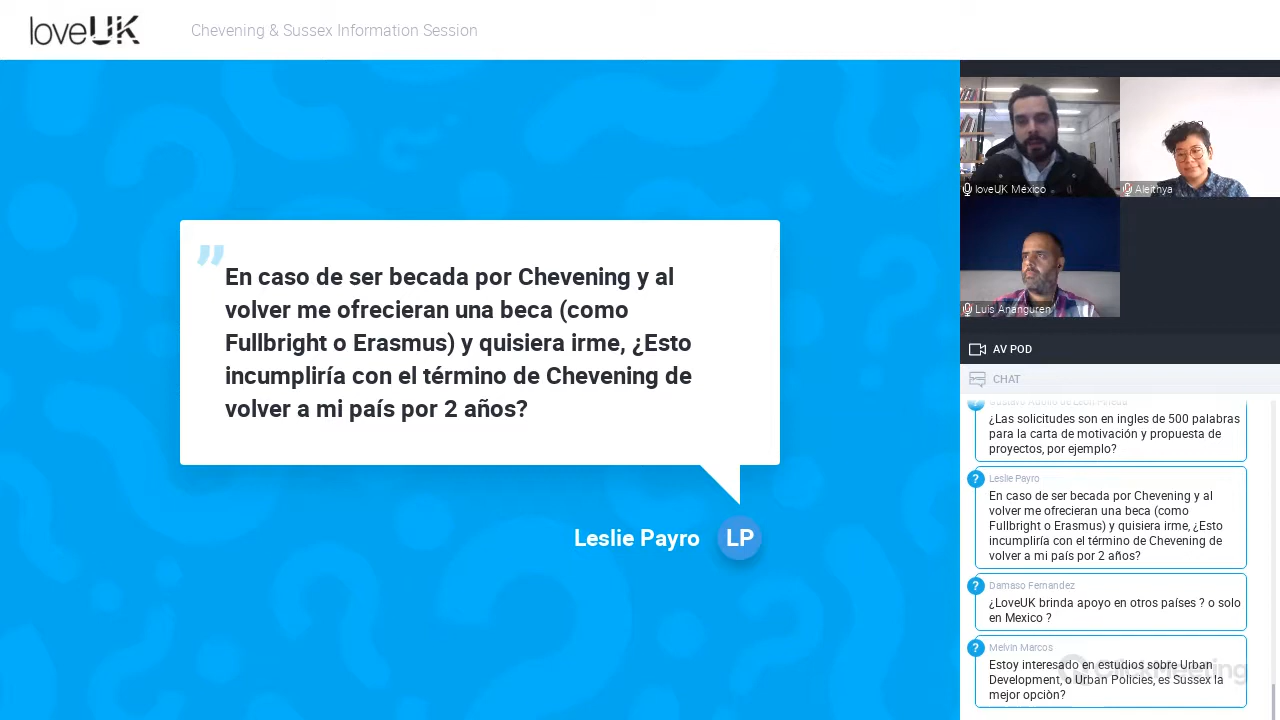 loveUK
Chevening & Sussex Information Session
”
En caso de ser becada por Chevening y al
volver me ofrecieran una beca (como
Fullbright o Erasmus) y quisiera irme, ¿Esto
incumpliría con el término de Chevening de
volver a mi país por 2 años?
Leslie Payro
LP
loveUK México
Aleithya
Luis Ananguren
AV POD
CHAT
?
¿Las solicitudes son en ingles de 500 palabras
para la carta de motivación y propuesta de
proyectos, por ejemplo?
?
Leslie Payro
En caso de ser becada por Chevening y al
volver me ofrecieran una beca (como
Fullbright o Erasmus) y quisiera irme, ¿Esto
incumpliría con el término de Chevening de
volver a mi país por 2 años?
?
Damaso Fernandez
¿LoveUK brinda apoyo en otros países ? o solo
en Mexico ?
?
Melvin Marcos
Estoy interesado en estudios sobre Urban
Development, o Urban Policies, es Sussex la
mejor opciòn?
ClickMeeting